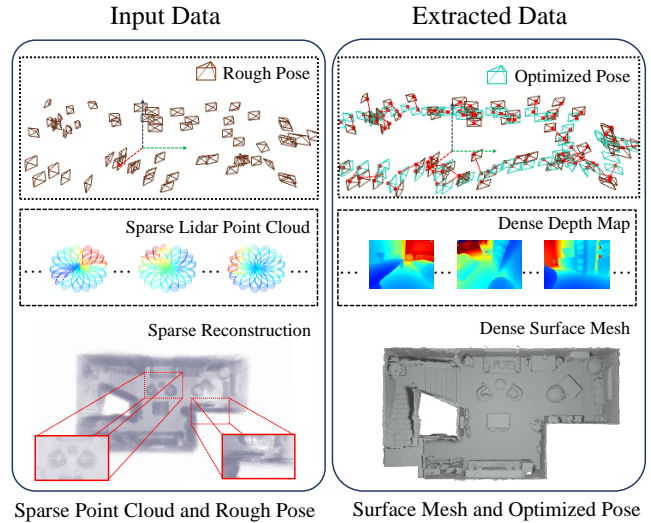 Input Data
Rough Pose
Sparse Lidar Point Cloud
Sparse Reconstruction
Sparse Point Cloud and Rough Pose
Extracted Data
Optimized Pose
Dense Depth Map
Dense Surface Mesh
Surface Mesh and Optimized Pose